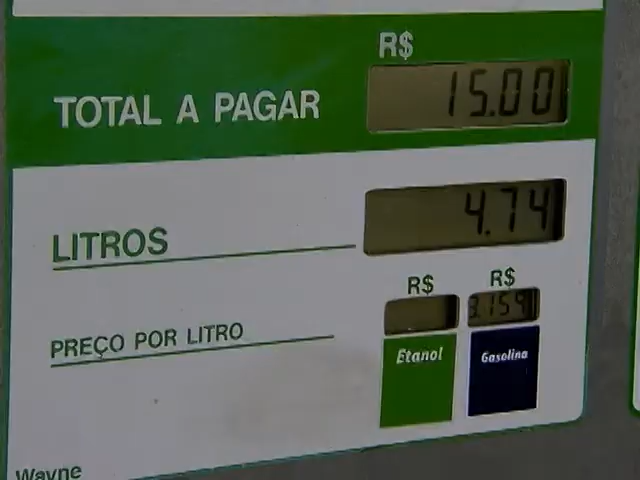 R$
TOTAL A PAGAR 15.00
LITROS 4.74
R$ R$
PREÇO POR LITRO 3.159
Etanol Gasolina
Wayne